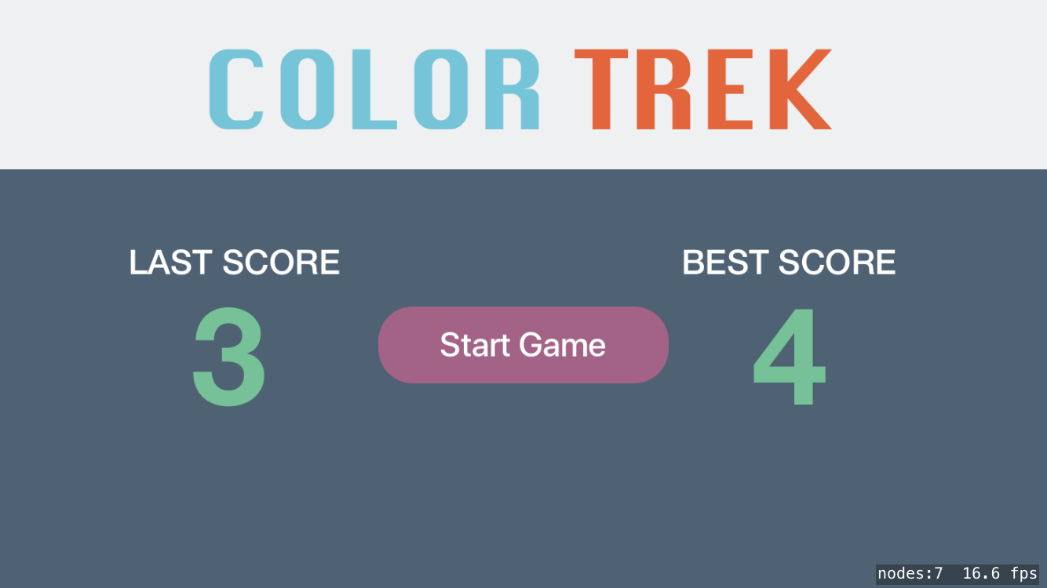 COLOR TREK
LAST SCORE
3
Start Game
BEST SCORE
4
nodes:7  16.6 fps